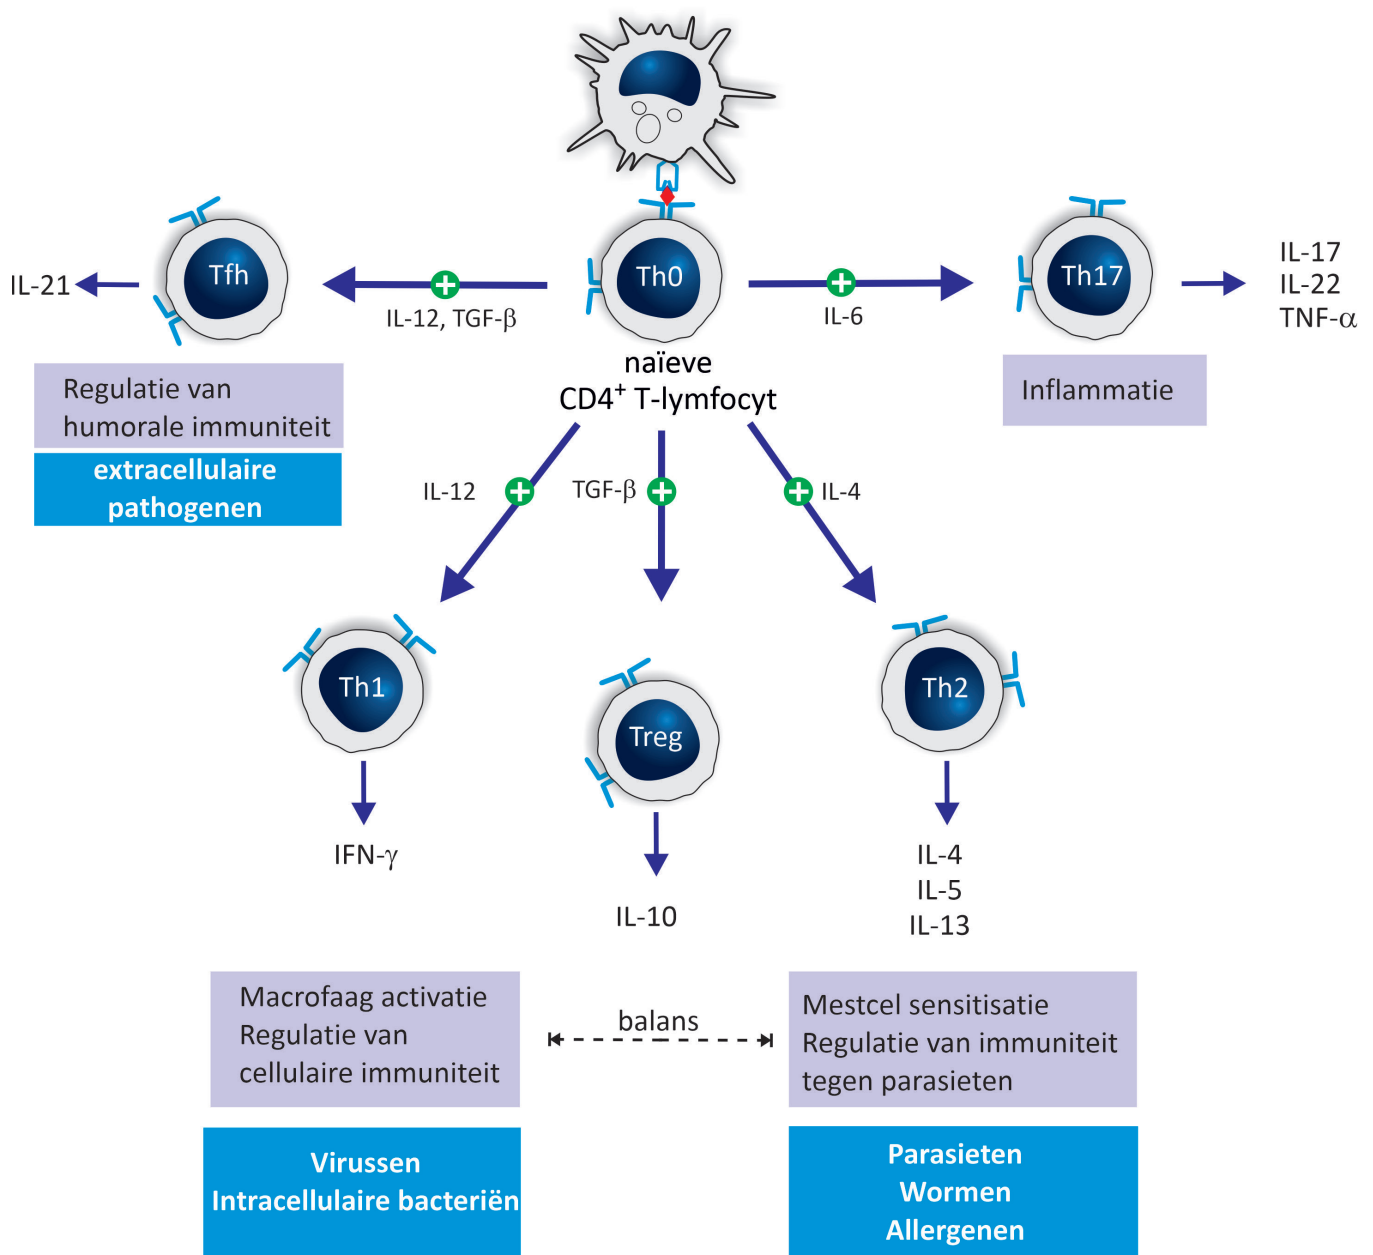 Tfh
IL-21
IL-12, TGF-β
Th0
naïeve
CD4⁺ T-lymfocyt
IL-6
Th17
IL-17
IL-22
TNF-α
Regulatie van
humorale immuniteit
extracellulaire
pathogenen
Inflammatie
IL-12
TGF-β
IL-4
Th1
IFN-γ
Treg
IL-10
Th2
IL-4
IL-5
IL-13
Macrofaag activatie
Regulatie van
cellulaire immuniteit
balans
Mestcel sensitisatie
Regulatie van immuniteit
tegen parasieten
Virussen
Intracellulaire bacteriën
Parasieten
Wormen
Allergenen